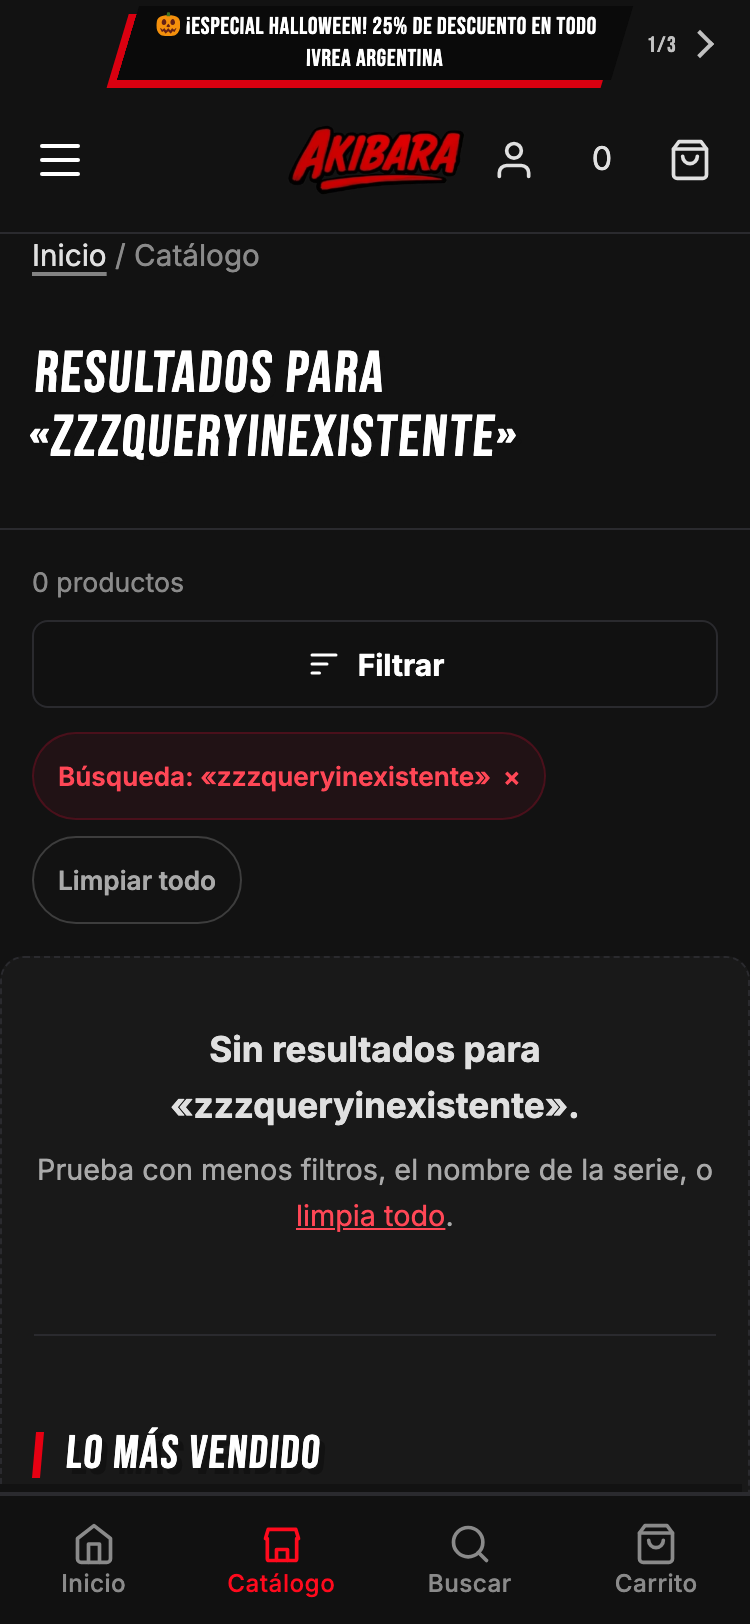 🎃 ¡ESPECIAL HALLOWEEN! 25% DE DESCUENTO EN TODO
IVREA ARGENTINA
1/3
AKIBARA
0
Inicio / Catálogo
RESULTADOS PARA
«ZZZQUERYINEXISTENTE»
0 productos
Filtrar
Búsqueda: «zzzqueryinexistente» ×
Limpiar todo
Sin resultados para
«zzzqueryinexistente».
Prueba con menos filtros, el nombre de la serie, o
limpia todo.
LO MÁS VENDIDO
Inicio
Catálogo
Buscar
Carrito